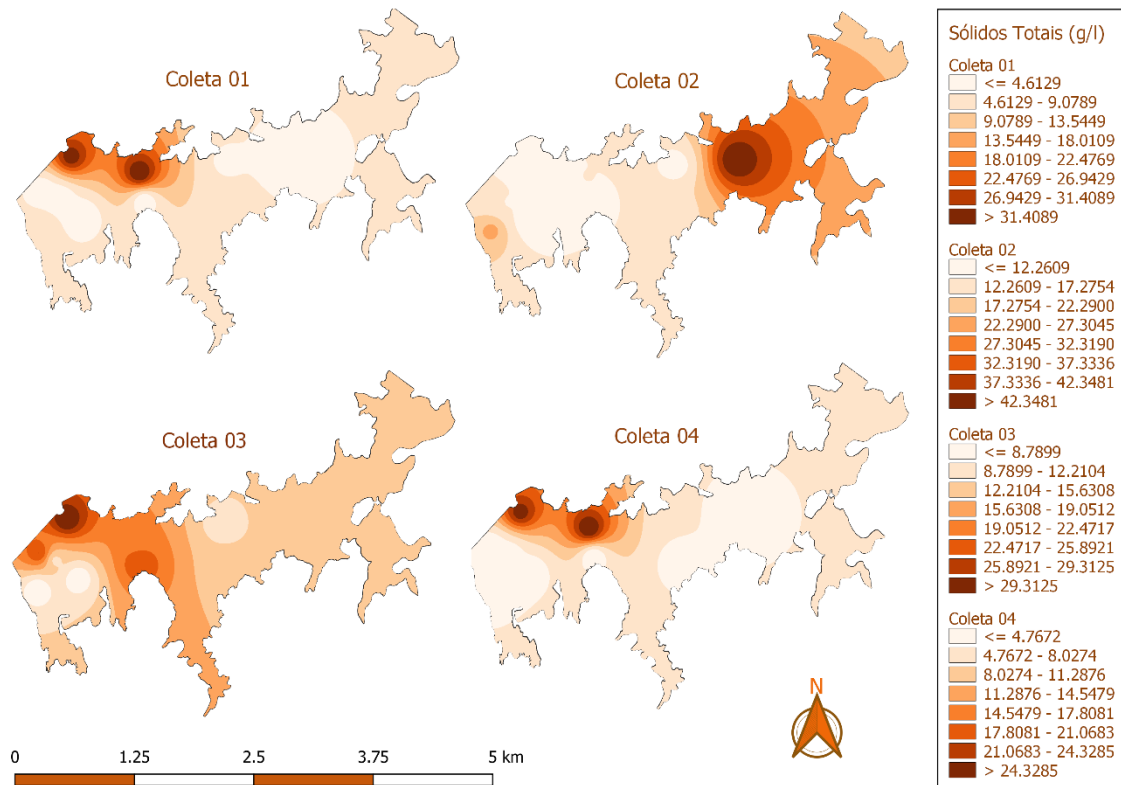 Coleta 01
Coleta 02
Coleta 03
Coleta 04
N
0 1.25 2.5 3.75 5 km
Sólidos Totais (g/l)
Coleta 01
<= 4.6129
4.6129 - 9.0789
9.0789 - 13.5449
13.5449 - 18.0109
18.0109 - 22.4769
22.4769 - 26.9429
26.9429 - 31.4089
> 31.4089
Coleta 02
<= 12.2609
12.2609 - 17.2754
17.2754 - 22.2900
22.2900 - 27.3045
27.3045 - 32.3190
32.3190 - 37.3336
37.3336 - 42.3481
> 42.3481
Coleta 03
<= 8.7899
8.7899 - 12.2104
12.2104 - 15.6308
15.6308 - 19.0512
19.0512 - 22.4717
22.4717 - 25.8921
25.8921 - 29.3125
> 29.3125
Coleta 04
<= 4.7672
4.7672 - 8.0274
8.0274 - 11.2876
11.2876 - 14.5479
14.5479 - 17.8081
17.8081 - 21.0683
21.0683 - 24.3285
> 24.3285